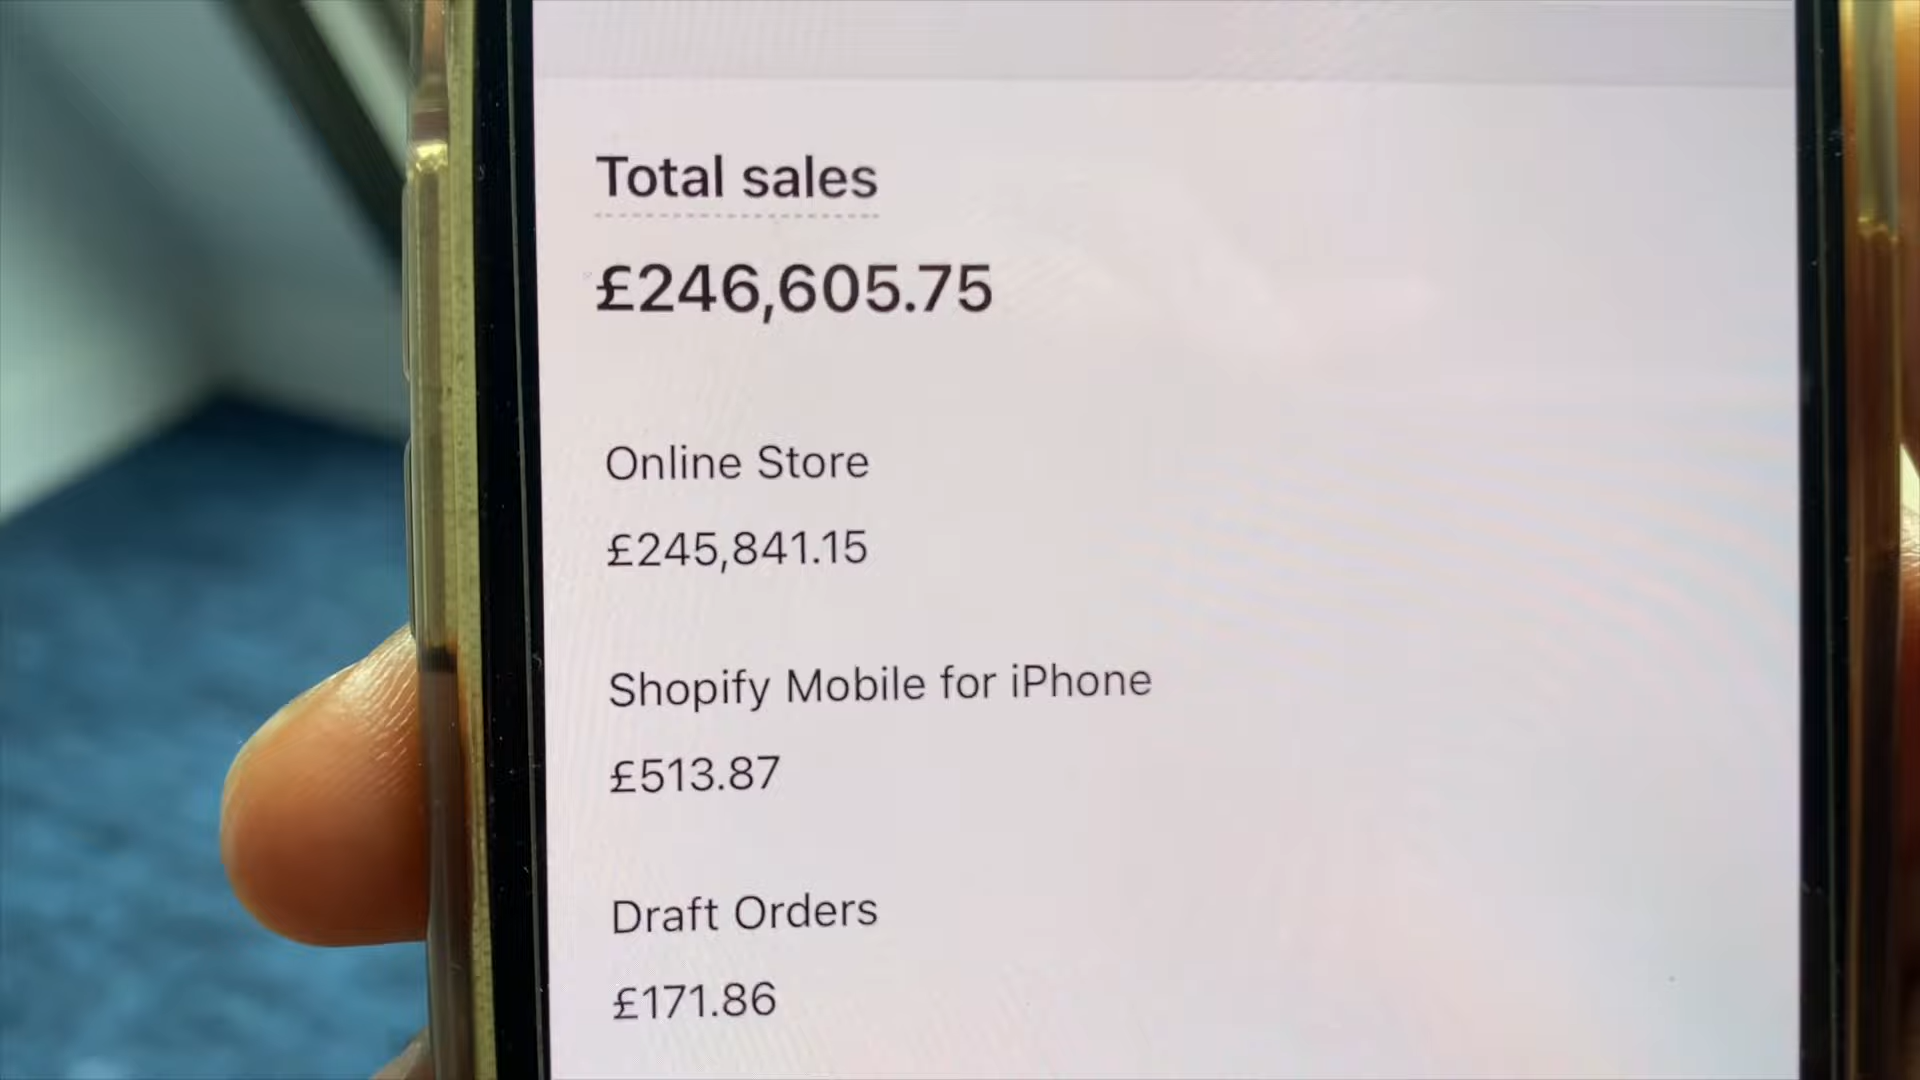 Total sales
£246,605.75
Online Store
£245,841.15
Shopify Mobile for iPhone
£513.87
Draft Orders
£171.86